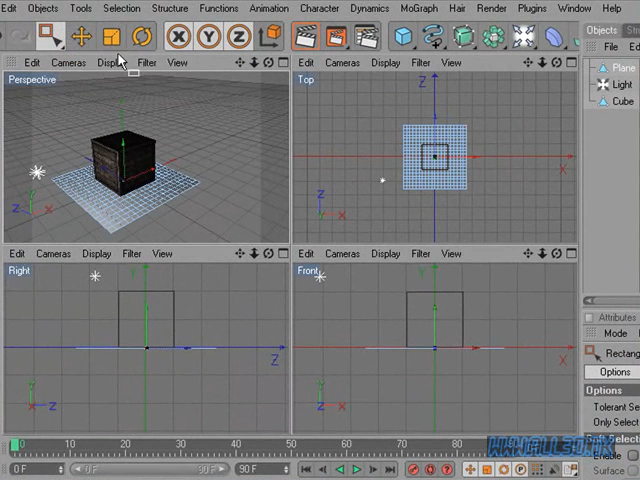 Edit Objects Tools Selection Structure Functions Animation Character Dynamics MoGraph Hair Render Plugins Window Help
X Y Z
Edit Cameras Display Filter View
Perspective
Y
Z X
Edit Cameras Display Filter View
Top
Z
X
Z
Y X
Objects
File
Plane
Light
Cube
Edit Cameras Display Filter View
Right
Y
Z
Y
X Z
Edit Cameras Display Filter View
Front
Y
X
Y
Z X
Attributes
Mode
Rectang
Options
Options
Tolerant Se
Only Select
Soft Selecti
Enable
Surface
0 10 20 30 40 50 60 70 80
0 F 0 F 90 F 90 F